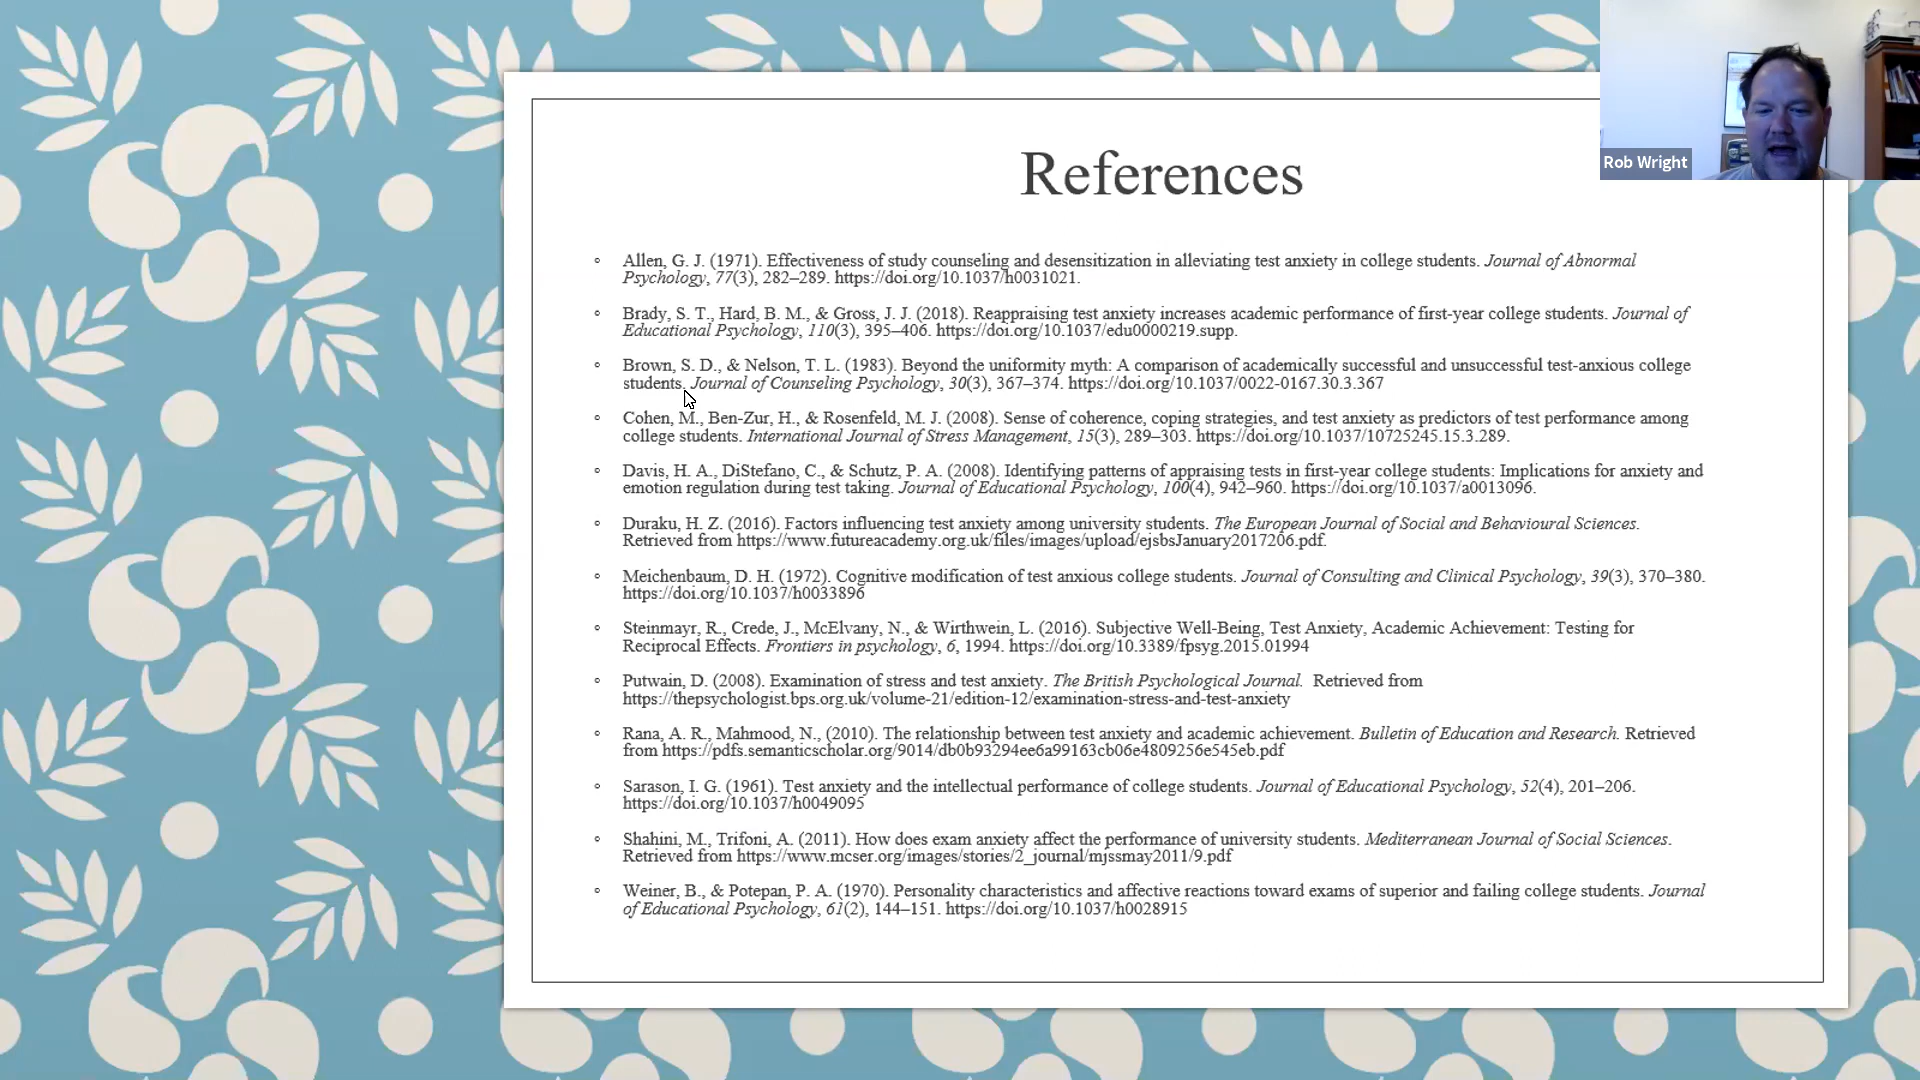 Rob Wright
References
Allen, G. J. (1971). Effectiveness of study counseling and desensitization in alleviating test anxiety in college students. Journal of Abnormal
Psychology, 77(3), 282–289. https://doi.org/10.1037/h0031021.
Brady, S. T., Hard, B. M., & Gross, J. J. (2018). Reappraising test anxiety increases academic performance of first-year college students. Journal of
Educational Psychology, 110(3), 395–406. https://doi.org/10.1037/edu0000219.supp.
Brown, S. D., & Nelson, T. L. (1983). Beyond the uniformity myth: A comparison of academically successful and unsuccessful test-anxious college
students. Journal of Counseling Psychology, 30(3), 367–374. https://doi.org/10.1037/0022-0167.30.3.367
Cohen, M., Ben-Zur, H., & Rosenfeld, M. J. (2008). Sense of coherence, coping strategies, and test anxiety as predictors of test performance among
college students. International Journal of Stress Management, 15(3), 289–303. https://doi.org/10.1037/10725245.15.3.289.
Davis, H. A., DiStefano, C., & Schutz, P. A. (2008). Identifying patterns of appraising tests in first-year college students: Implications for anxiety and
emotion regulation during test taking. Journal of Educational Psychology, 100(4), 942–960. https://doi.org/10.1037/a0013096.
Duraku, H. Z. (2016). Factors influencing test anxiety among university students. The European Journal of Social and Behavioural Sciences.
Retrieved from https://www.futureacademy.org.uk/files/images/upload/ejsbsJanuary2017206.pdf.
Meichenbaum, D. H. (1972). Cognitive modification of test anxious college students. Journal of Consulting and Clinical Psychology, 39(3), 370–380.
https://doi.org/10.1037/h0033896
Steinmayr, R., Crede, J., McElvany, N., & Wirthwein, L. (2016). Subjective Well-Being, Test Anxiety, Academic Achievement: Testing for
Reciprocal Effects. Frontiers in psychology, 6, 1994. https://doi.org/10.3389/fpsyg.2015.01994
Putwain, D. (2008). Examination of stress and test anxiety. The British Psychological Journal. Retrieved from
https://thepsychologist.bps.org.uk/volume-21/edition-12/examination-stress-and-test-anxiety
Rana, A. R., Mahmood, N., (2010). The relationship between test anxiety and academic achievement. Bulletin of Education and Research. Retrieved
from https://pdfs.semanticscholar.org/9014/db0b93294ee6a99163cb06e4809256e545eb.pdf
Sarason, I. G. (1961). Test anxiety and the intellectual performance of college students. Journal of Educational Psychology, 52(4), 201–206.
https://doi.org/10.1037/h0049095
Shahini, M., Trifoni, A. (2011). How does exam anxiety affect the performance of university students. Mediterranean Journal of Social Sciences.
Retrieved from https://www.mcser.org/images/stories/2_journal/mjssmay2011/9.pdf
Weiner, B., & Potepan, P. A. (1970). Personality characteristics and affective reactions toward exams of superior and failing college students. Journal
of Educational Psychology, 61(2), 144–151. https://doi.org/10.1037/h0028915